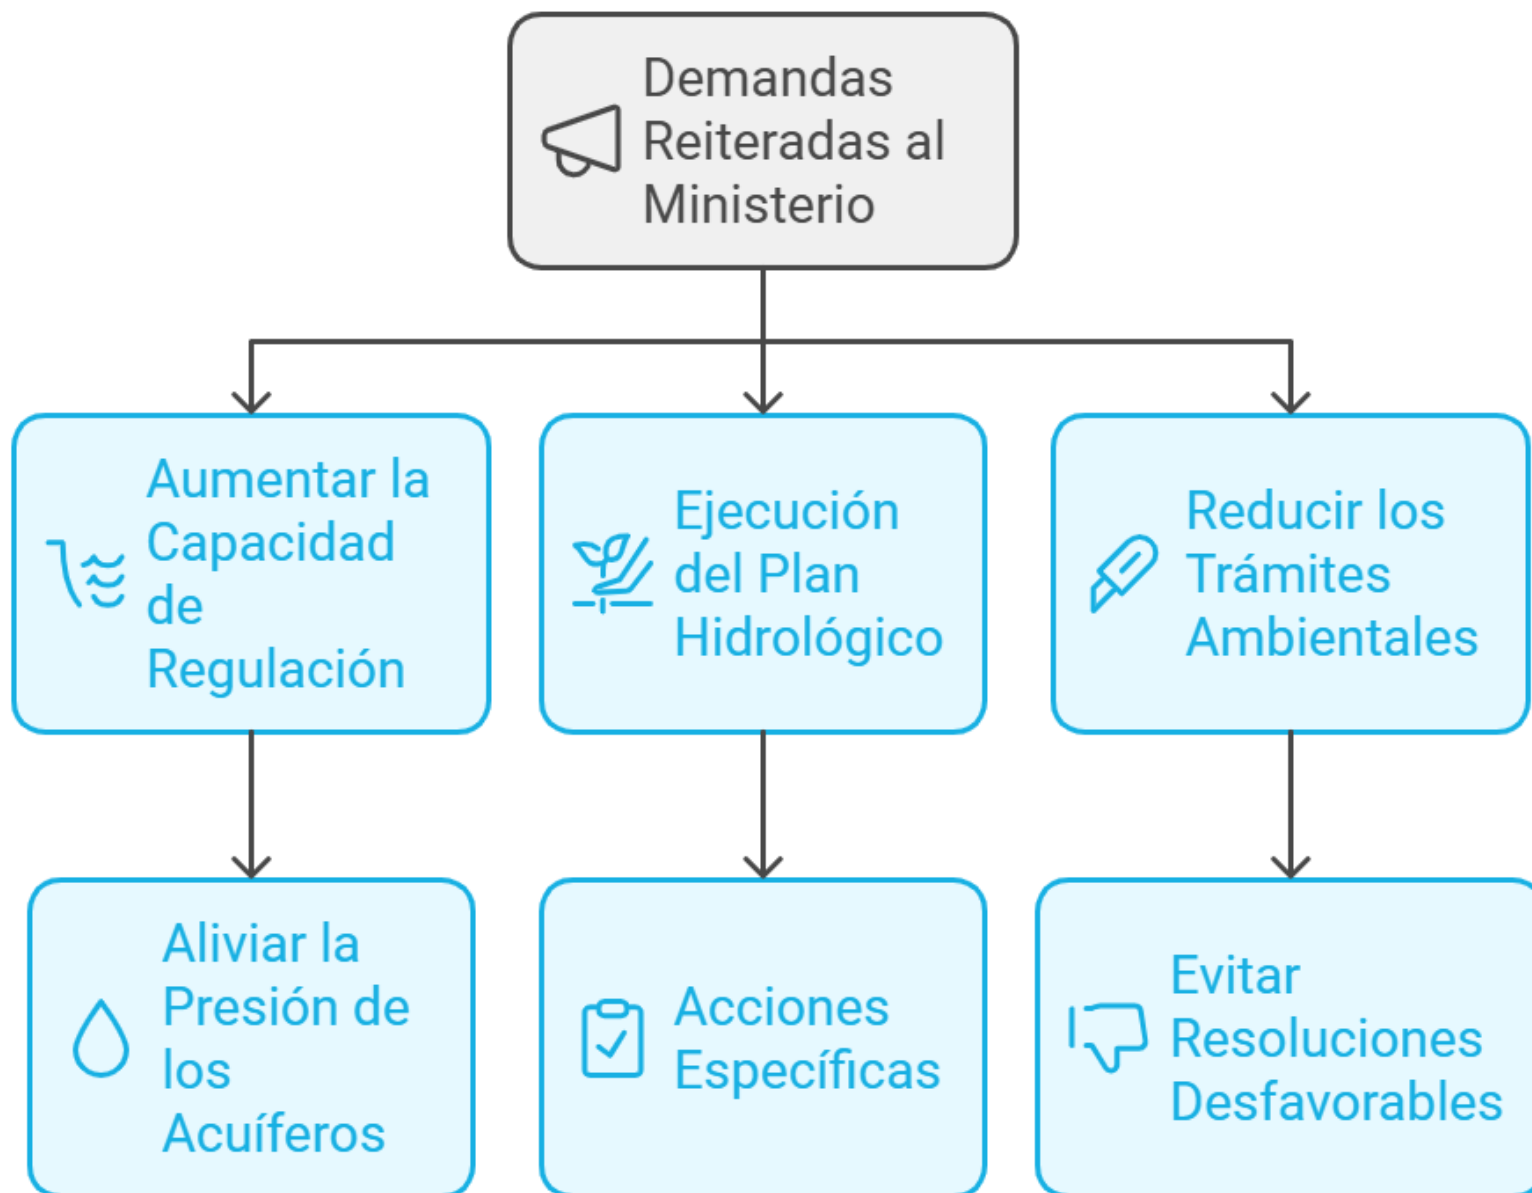 Demandas
Reiteradas al
Ministerio
Aumentar la
Capacidad
de
Regulación
Ejecución
del Plan
Hidrológico
Reducir los
Trámites
Ambientales
Aliviar la
Presión de
los
Acuíferos
Acciones
Específicas
Evitar
Resoluciones
Desfavorables